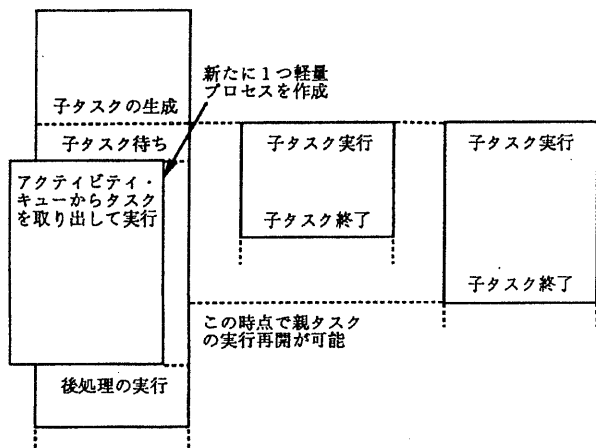 新たに１つ軽量
プロセスを作成
子タスクの生成
子タスク待ち
子タスク実行
子タスク実行
アクティビティ・
キューからタスク
を取り出して実行
子タスク終了
子タスク終了
この時点で親タスク
の実行再開が可能
後処理の実行